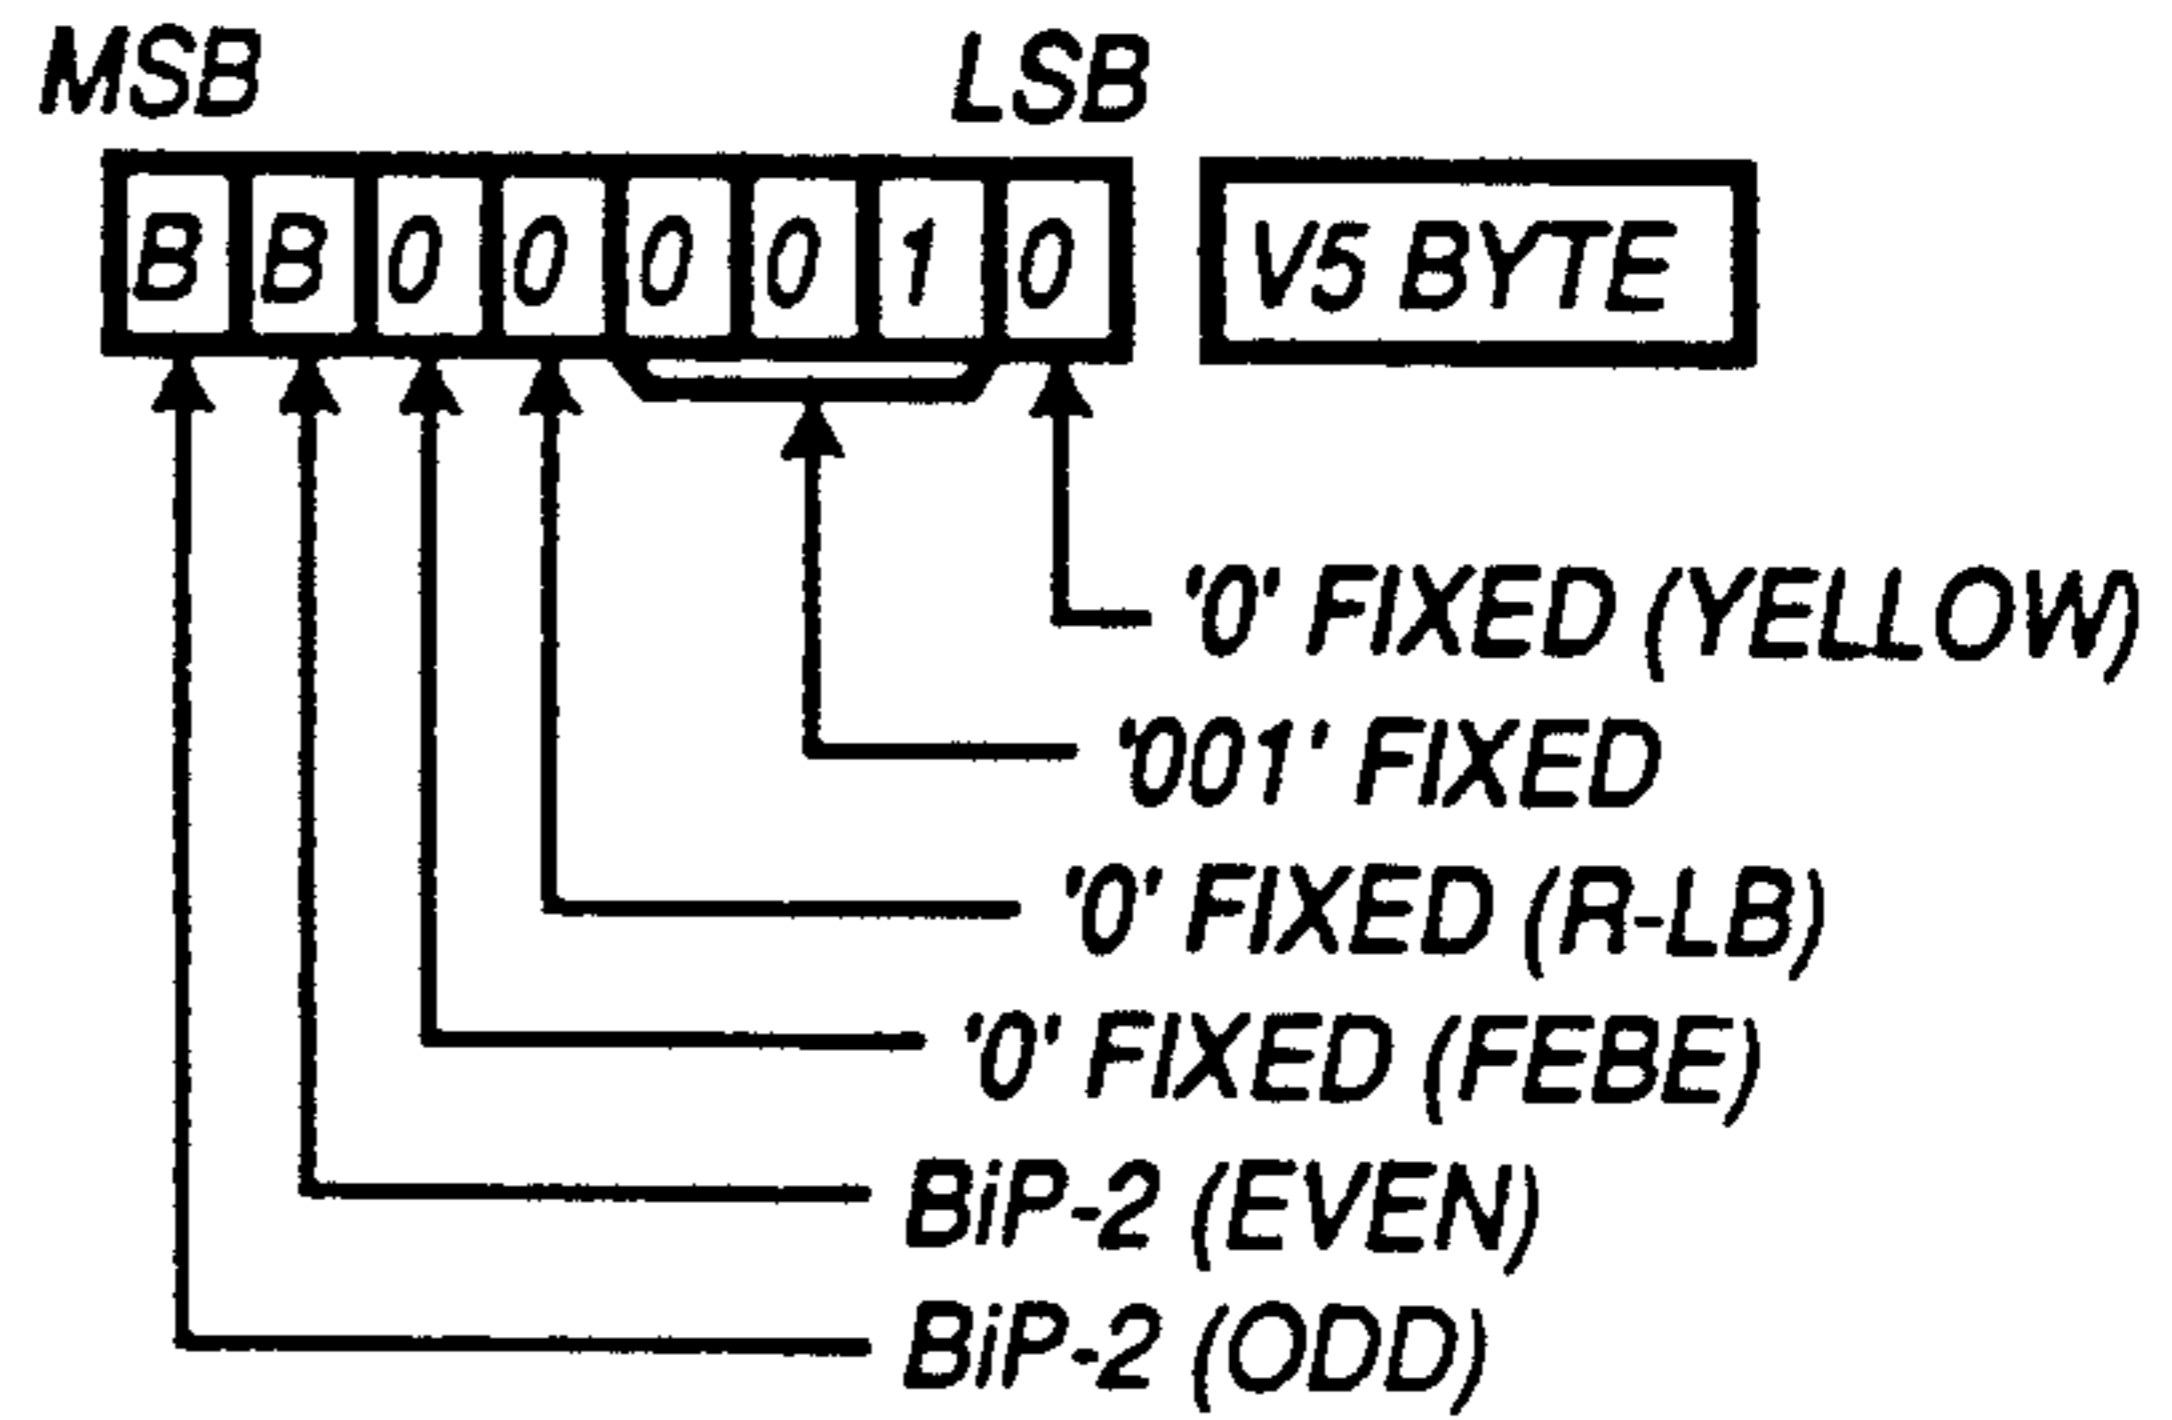 MSB LSB
B B 0 0 0 0 1 0 V5 BYTE
'0' FIXED (YELLOW)
'001' FIXED
'0' FIXED (R-LB)
'0' FIXED (FEBE)
BiP-2 (EVEN)
BiP-2 (ODD)